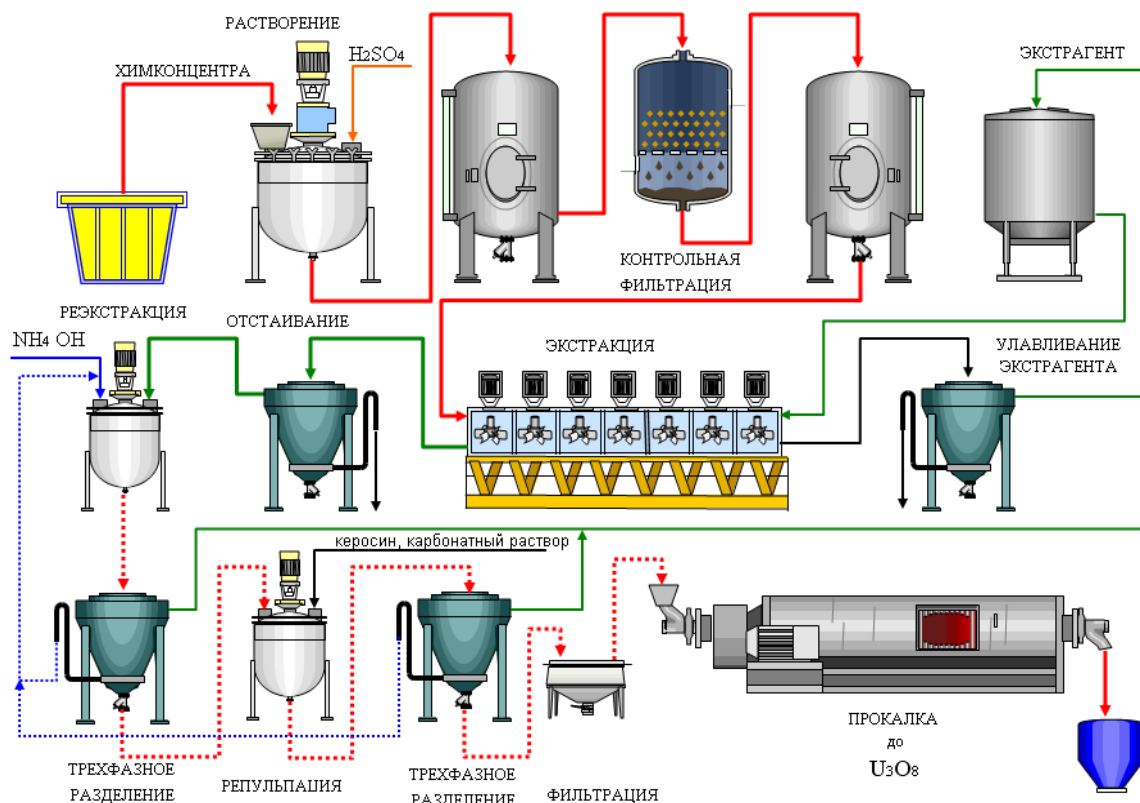 РАСТВОРЕНИЕ
H2SO4
ХИМКОНЦЕНТРА
ЭКСТРАГЕНТ
КОНТРОЛЬНАЯ
ФИЛЬТРАЦИЯ
РЕЭКСТРАКЦИЯ
NH4 OH
ОТСТАИВАНИЕ
ЭКСТРАКЦИЯ
УЛАВЛИВАНИЕ
ЭКСТРАГЕНТА
керосин, карбонатный раствор
ТРЕХФАЗНОЕ
РАЗДЕЛЕНИЕ
РЕПУЛЬПАЦИЯ
ТРЕХФАЗНОЕ
РАЗДЕЛЕНИЕ
ФИЛЬТРАЦИЯ
ПРОКАЛКА
до
U3O8